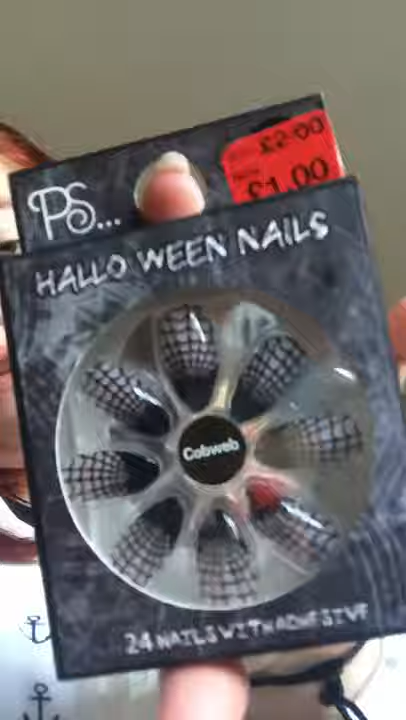 £2.00
£1.00
PS...
HALLOWEEN NAILS
Cobweb
24 NAILS WITH ADHESIVE